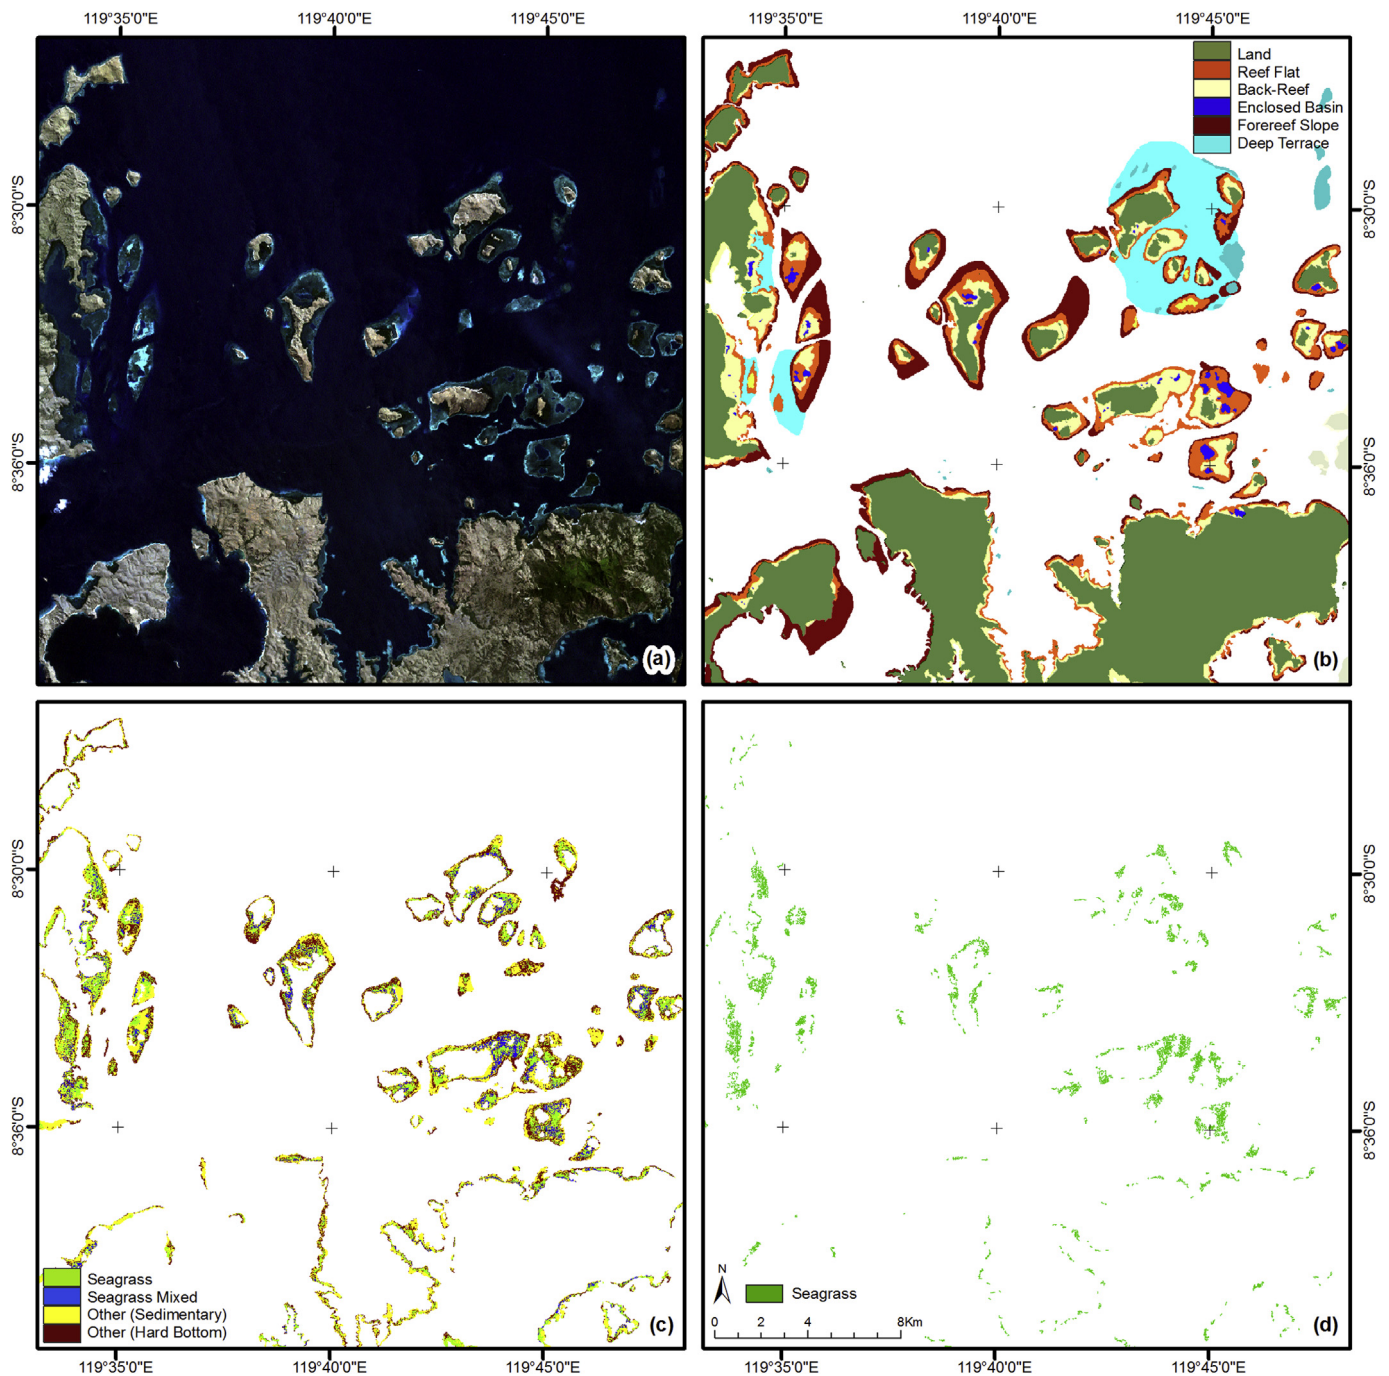 119°35'0"E 119°40'0"E 119°45'0"E 119°35'0"E 119°40'0"E 119°45'0"E
Land
Reef Flat
Back-Reef
Enclosed Basin
Forereef Slope
Deep Terrace
8°30'0"S
8°30'0"S
8°36'0"S
8°36'0"S
(a)
(b)
8°30'0"S
8°30'0"S
8°36'0"S
8°36'0"S
Seagrass
Seagrass Mixed
Other (Sedimentary)
Other (Hard Bottom)
(c)
N
Seagrass
0 2 4 8Km
(d)
119°35'0"E 119°40'0"E 119°45'0"E 119°35'0"E 119°40'0"E 119°45'0"E